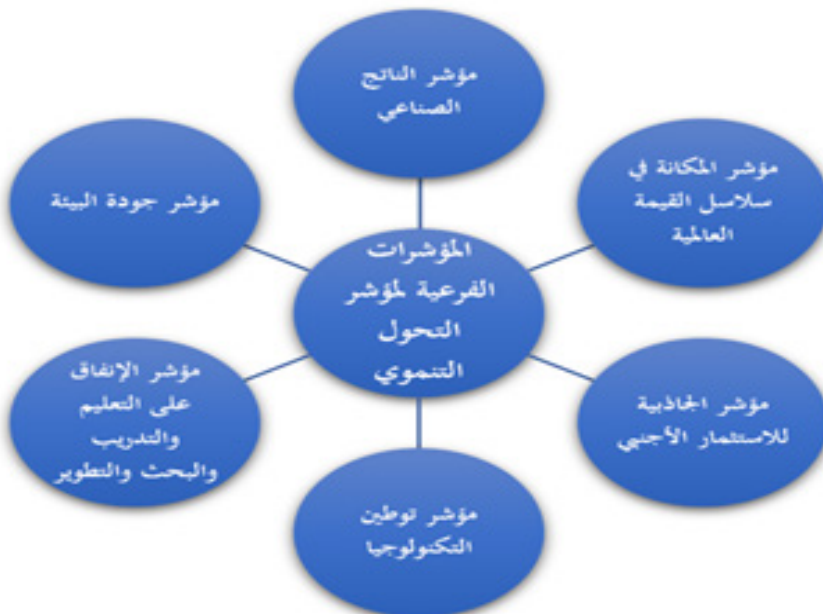 مؤشر الناتج
الصناعي
مؤشر المكانة في
سلاسل القيمة
العالمية
مؤشر جودة البيئة
المؤشرات
الفرعية لمؤشر
التحول
التنموي
مؤشر الجاذبية
للاستثمار الأجنبي
مؤشر الإنفاق
على التعليم
والتدريب
والبحث والتطوير
مؤشر توطين
التكنولوجيا